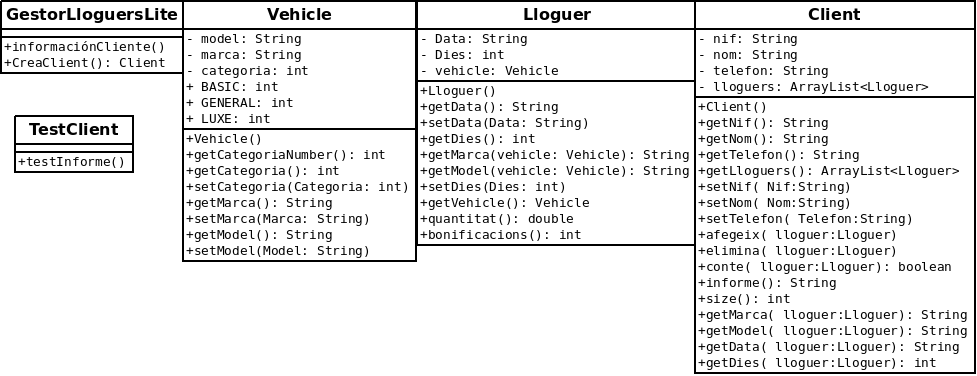 GestorLloguersLite
+informaciónCliente()
+CreaClient(): Client
TestClient
+testInforme()
Vehicle
- model: String
- marca: String
- categoria: int
+ BASIC: int
+ GENERAL: int
+ LUXE: int
+Vehicle()
+getCategoriaNumber(): int
+getCategoria(): int
+setCategoria(Categoria: int)
+getMarca(): String
+setMarca(Marca: String)
+getModel(): String
+setModel(Model: String)
Lloguer
- Data: String
- Dies: int
- vehicle: Vehicle
+Lloguer()
+getData(): String
+setData(Data: String)
+getDies(): int
+getMarca(vehicle: Vehicle): String
+getModel(vehicle: Vehicle): String
+setDies(Dies: int)
+getVehicle(): Vehicle
+quantitat(): double
+bonificacions(): int
Client
- nif: String
- nom: String
- telefon: String
- lloguers: ArrayList<Lloguer>
+Client()
+getNif(): String
+getNom(): String
+getTelefon(): String
+getLloguers(): ArrayList<Lloguer>
+setNif( Nif:String)
+setNom( Nom:String)
+setTelefon( Telefon:String)
+afegeix( lloguer:Lloguer)
+elimina( lloguer:Lloguer)
+conte( lloguer:Lloguer): boolean
+informe(): String
+size(): int
+getMarca( lloguer:Lloguer): String
+getModel( lloguer:Lloguer): String
+getData( lloguer:Lloguer): String
+getDies( lloguer:Lloguer): int